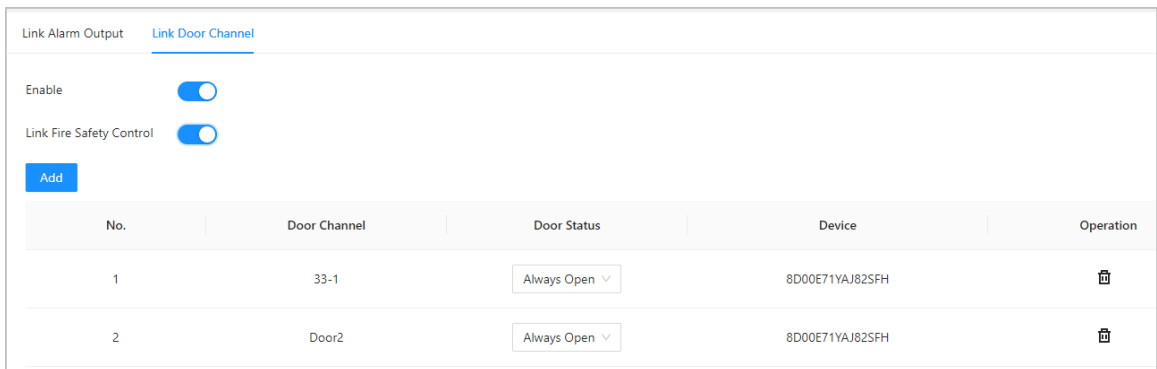 Link Alarm Output Link Door Channel
Enable
Link Fire Safety Control
Add
No. Door Channel Door Status Device Operation
1 33-1 Always Open 8D00E71YAJ82SFH
2 Door2 Always Open 8D00E71YAJ82SFH